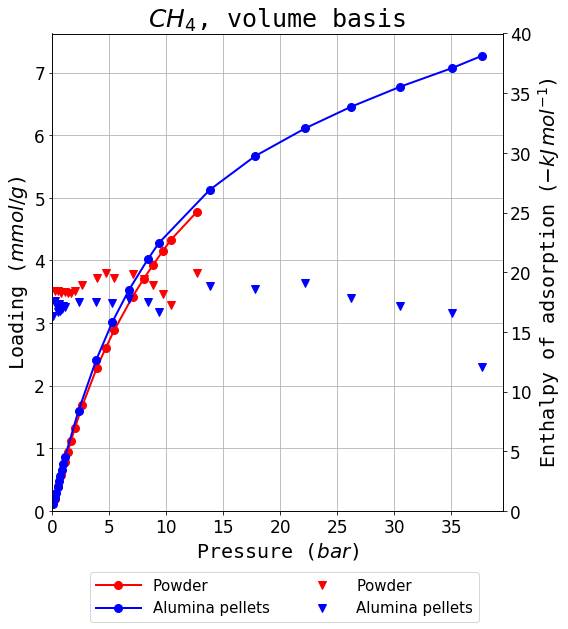 CH4, volume basis
Loading (mmol/g)
7
6
5
4
3
2
1
0
40
35
30
25
20
15
10
5
0
Enthalpy of adsorption (−kJ mol−1)
0 5 10 15 20 25 30 35
Pressure (bar)
Powder Powder
Alumina pellets Alumina pellets